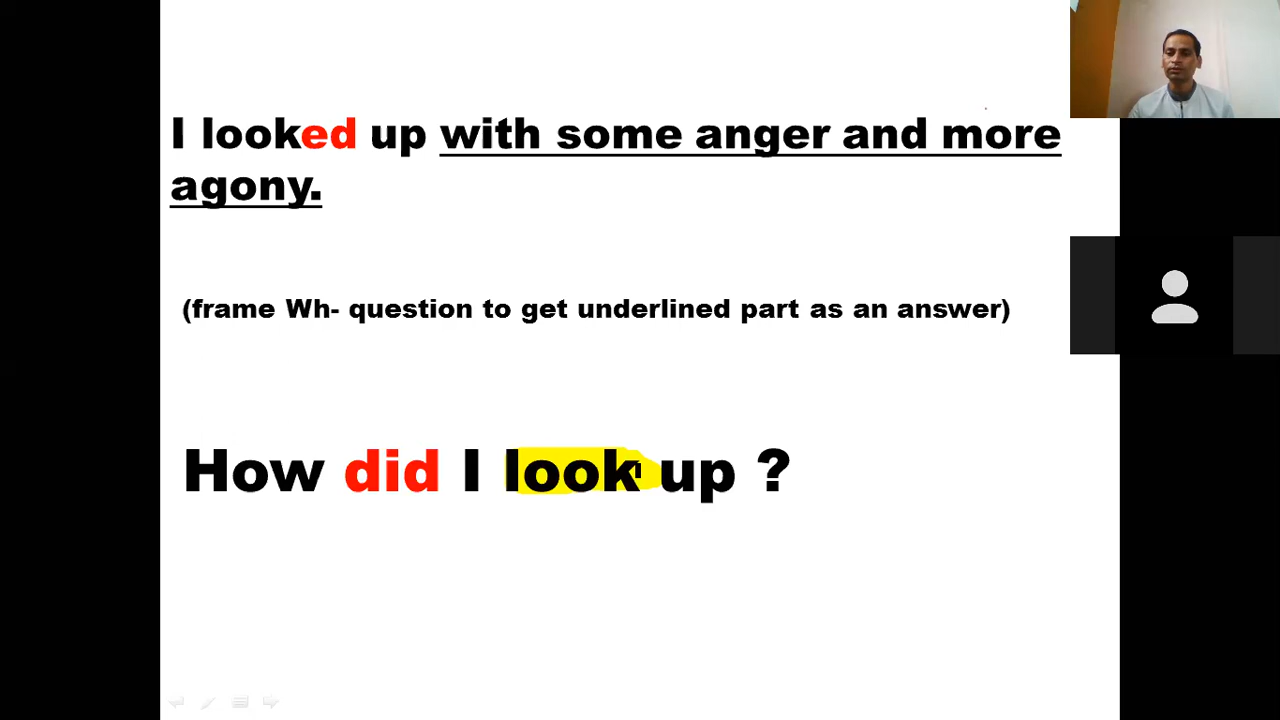 I looked up with some anger and more
agony.
(frame Wh- question to get underlined part as an answer)
How did I look up ?